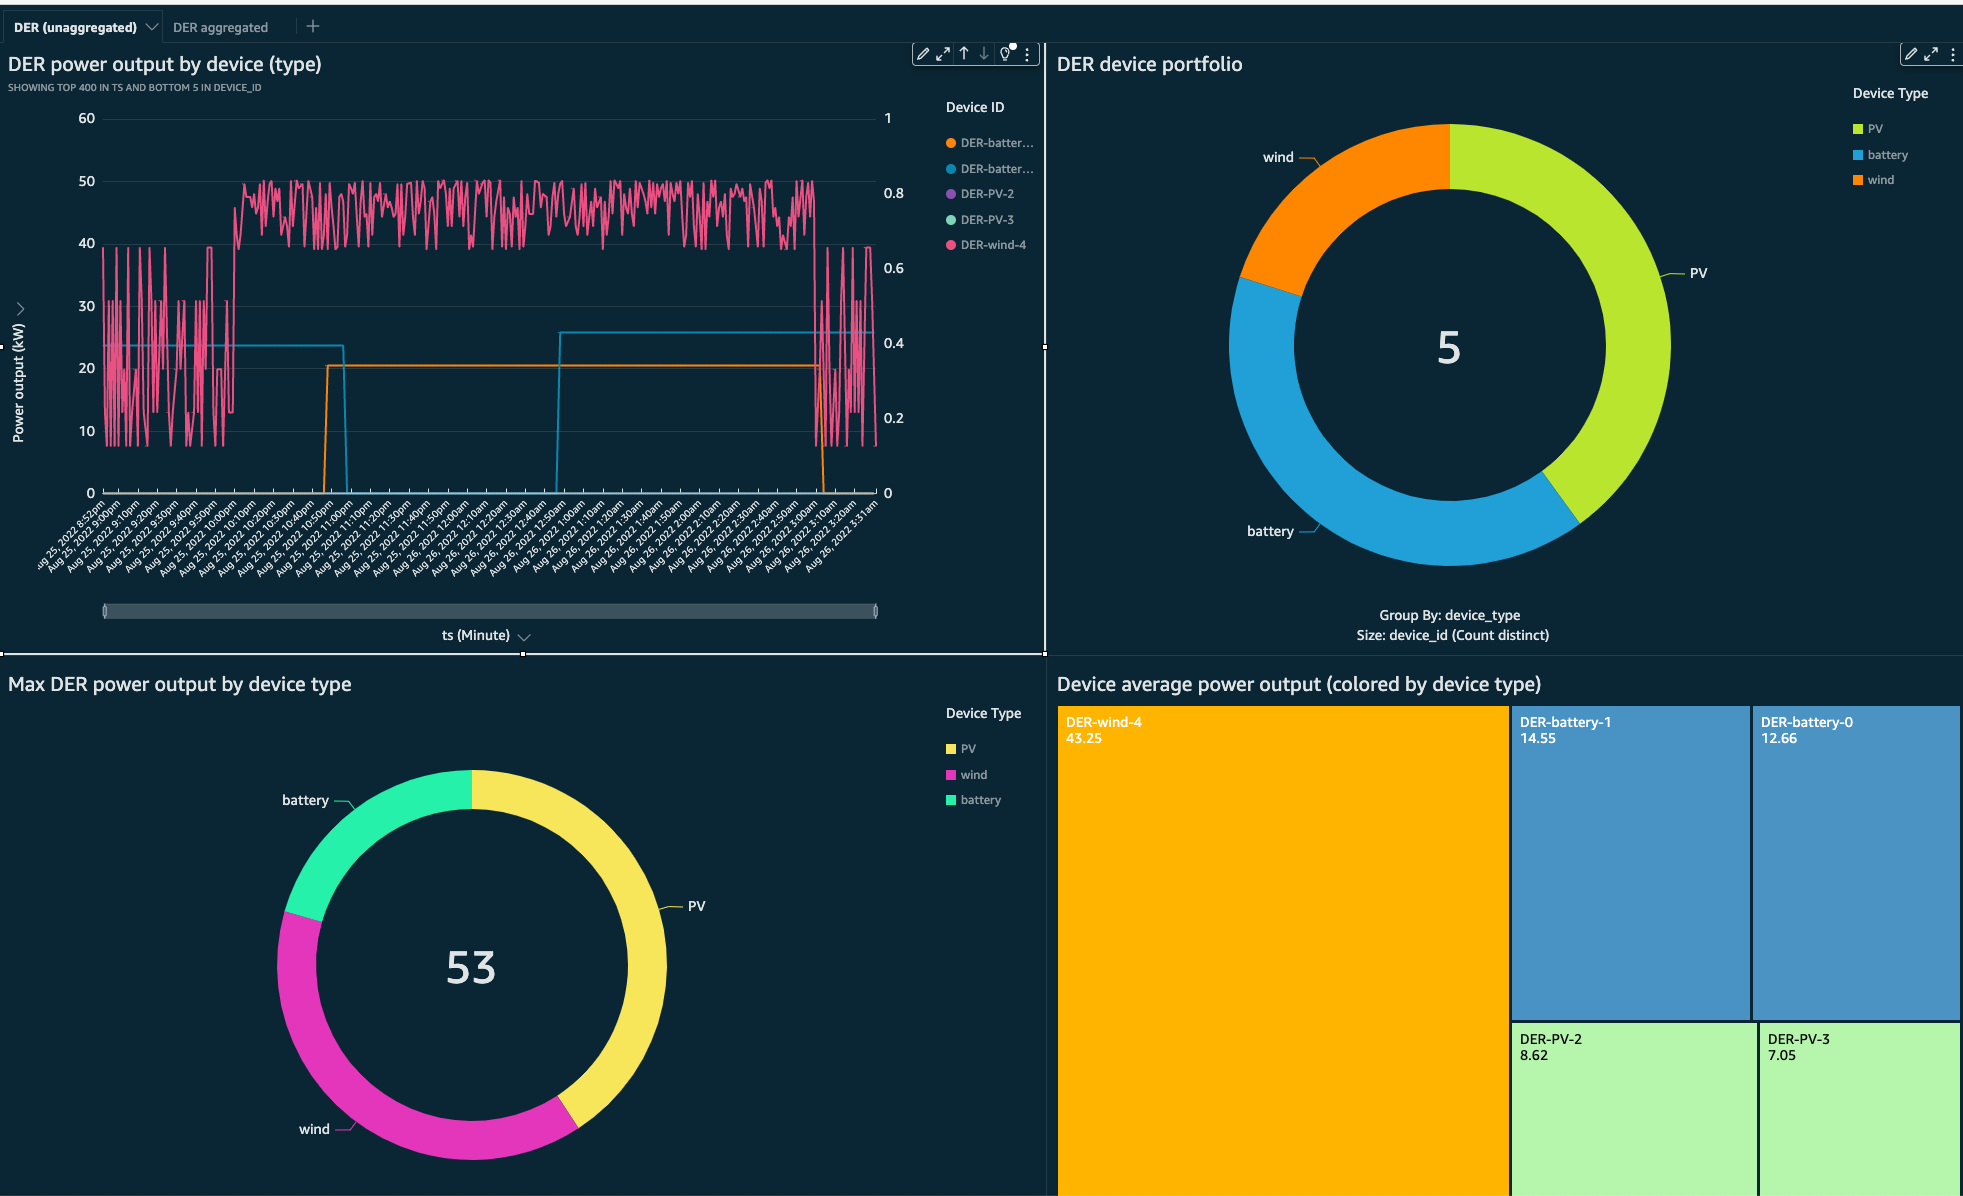 DER (unaggregated)
DER aggregated
DER power output by device (type)
SHOWING TOP 400 IN TS AND BOTTOM 5 IN DEVICE_ID
Power output (kW)
60
50
40
30
20
10
0
1
0.8
0.6
0.4
0.2
0
Aug 25, 2022 9:00pm
Aug 25, 2022 9:10pm
Aug 25, 2022 9:20pm
Aug 25, 2022 9:30pm
Aug 25, 2022 9:40pm
Aug 25, 2022 9:50pm
Aug 25, 2022 10:00pm
Aug 25, 2022 10:10pm
Aug 25, 2022 10:20pm
Aug 25, 2022 10:30pm
Aug 25, 2022 10:40pm
Aug 25, 2022 10:50pm
Aug 25, 2022 11:00pm
Aug 25, 2022 11:10pm
Aug 25, 2022 11:20pm
Aug 25, 2022 11:30pm
Aug 25, 2022 11:40pm
Aug 25, 2022 11:50pm
Aug 26, 2022 12:00am
Aug 26, 2022 12:10am
Aug 26, 2022 12:20am
Aug 26, 2022 12:30am
Aug 26, 2022 12:40am
Aug 26, 2022 12:50am
Aug 26, 2022 1:00am
Aug 26, 2022 1:10am
Aug 26, 2022 1:20am
Aug 26, 2022 1:30am
Aug 26, 2022 1:40am
Aug 26, 2022 1:50am
Aug 26, 2022 2:00am
Aug 26, 2022 2:10am
Aug 26, 2022 2:20am
Aug 26, 2022 2:30am
Aug 26, 2022 2:40am
Aug 26, 2022 2:50am
Aug 26, 2022 3:00am
Aug 26, 2022 3:10am
Aug 26, 2022 3:20am
Aug 26, 2022 3:31am
ts (Minute)
Device ID
DER-batter...
DER-batter...
DER-PV-2
DER-PV-3
DER-wind-4
DER device portfolio
Device Type
PV
battery
wind
wind
PV
battery
5
Group By: device_type
Size: device_id (Count distinct)
Max DER power output by device type
Device Type
PV
wind
battery
battery
PV
wind
53
Device average power output (colored by device type)
DER-wind-4
43.25
DER-battery-1
14.55
DER-battery-0
12.66
DER-PV-2
8.62
DER-PV-3
7.05